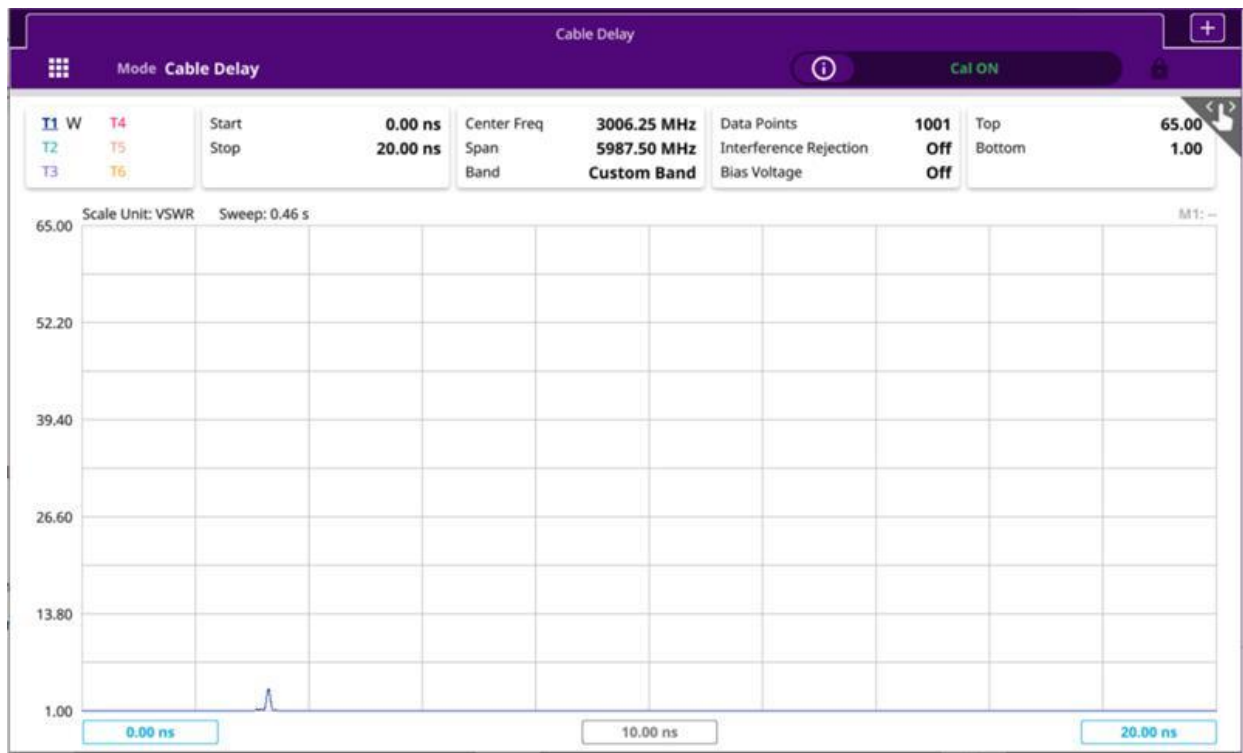 Cable Delay
Mode Cable Delay
Cal ON
T1 W T4
T2 T5
T3 T6
Start 0.00 ns
Stop 20.00 ns
Center Freq 3006.25 MHz
Span 5987.50 MHz
Band Custom Band
Data Points 1001
Interference Rejection Off
Bias Voltage Off
Top 65.00
Bottom 1.00
Scale Unit: VSWR Sweep: 0.46 s
M1: --
65.00
52.20
39.40
26.60
13.80
1.00
0.00 ns 10.00 ns 20.00 ns